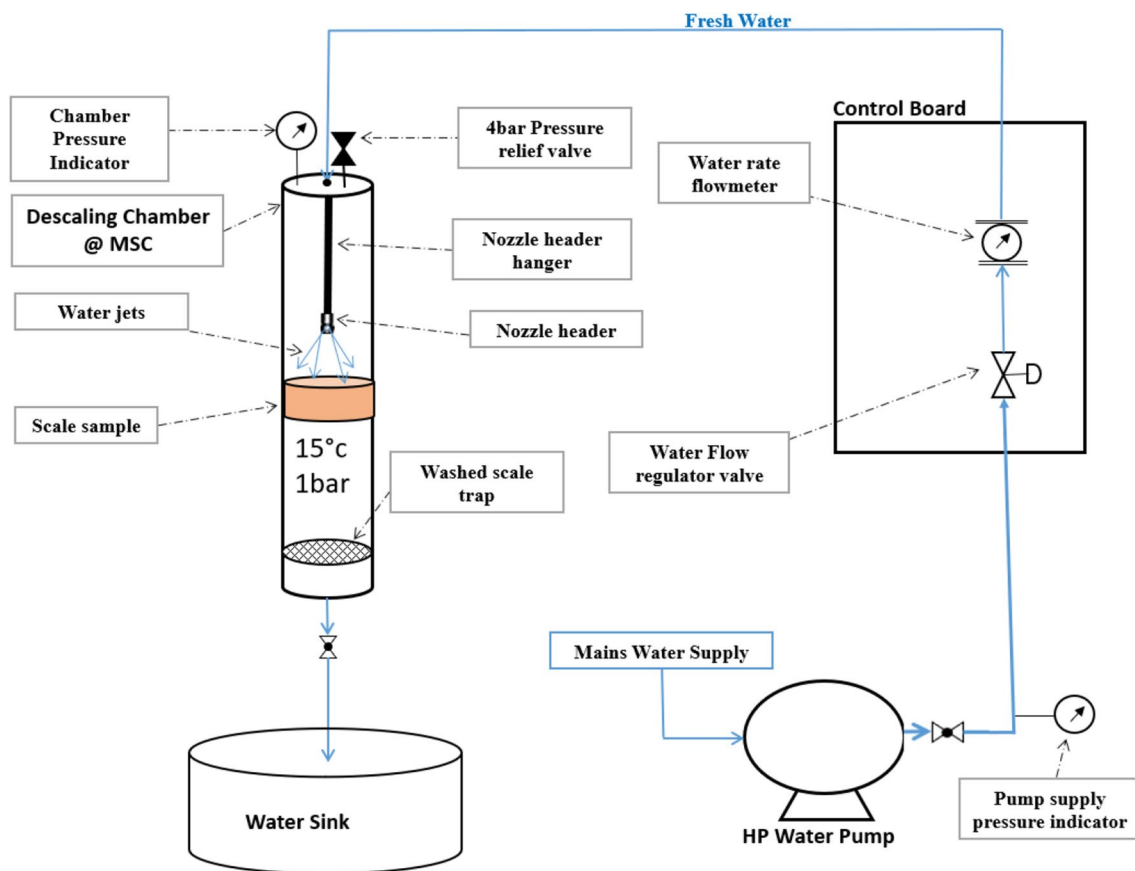 Fresh Water
Chamber
Pressure
Indicator
4bar Pressure
relief valve
Control Board
Water rate
flowmeter
Descaling Chamber
@ MSC
Nozzle header
hanger
Water jets
Nozzle header
Scale sample
15°c
1bar
Water Flow
regulator valve
Washed scale
trap
D
Mains Water Supply
Water Sink
HP Water Pump
Pump supply
pressure indicator